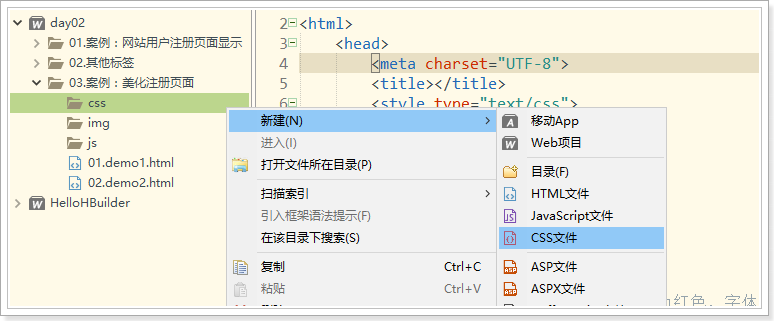 day02
01.案例：网站用户注册页面显示
02.其他标签
03.案例：美化注册页面
css
img
js
01.demo1.html
02.demo2.html
HelloHBuilder
2 <html>
3 <head>
4 <meta charset="UTF-8">
5 <title></title>
6 <style type="text/css">
新建(N)
进入(I)
打开文件所在目录(P)
扫描索引
引入框架语法提示(F)
在该目录下搜索(S)
复制 Ctrl+C
粘贴 Ctrl+V
移动App
Web项目
目录(F)
HTML文件
JavaScript文件
CSS文件
ASP文件
ASPX文件
红色，字体